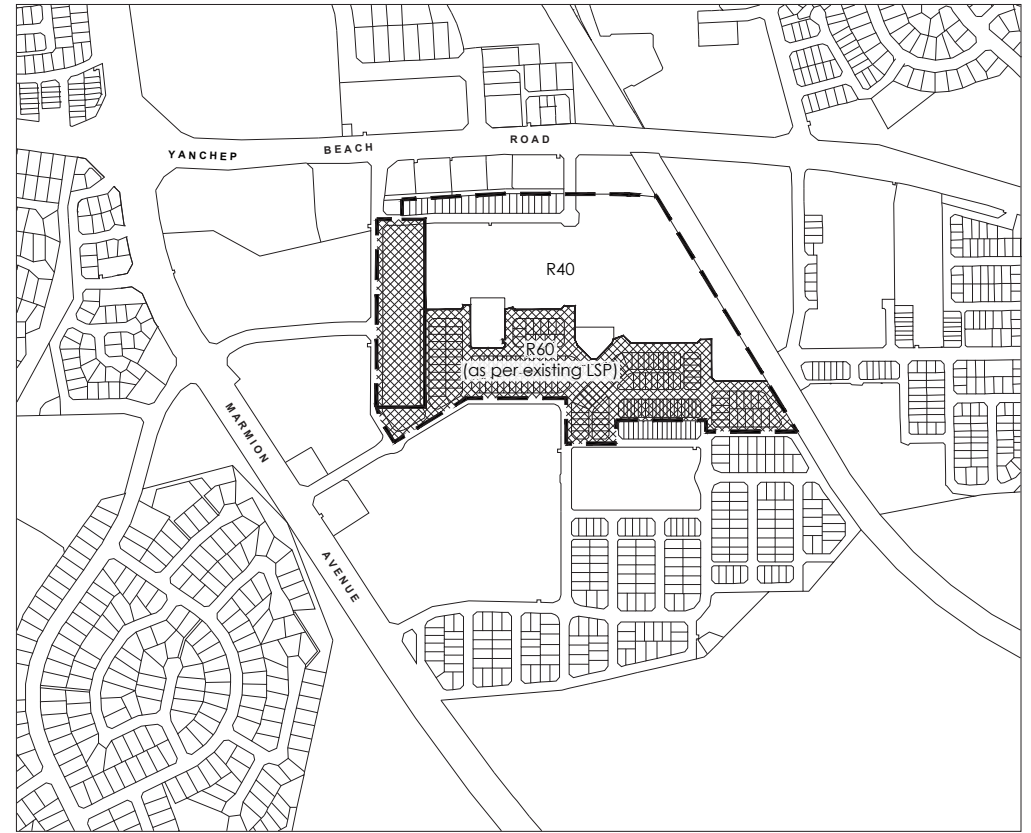 YANCHEP BEACH ROAD
R40
R60
(as per existing LSP)
MARMION
AVENUE